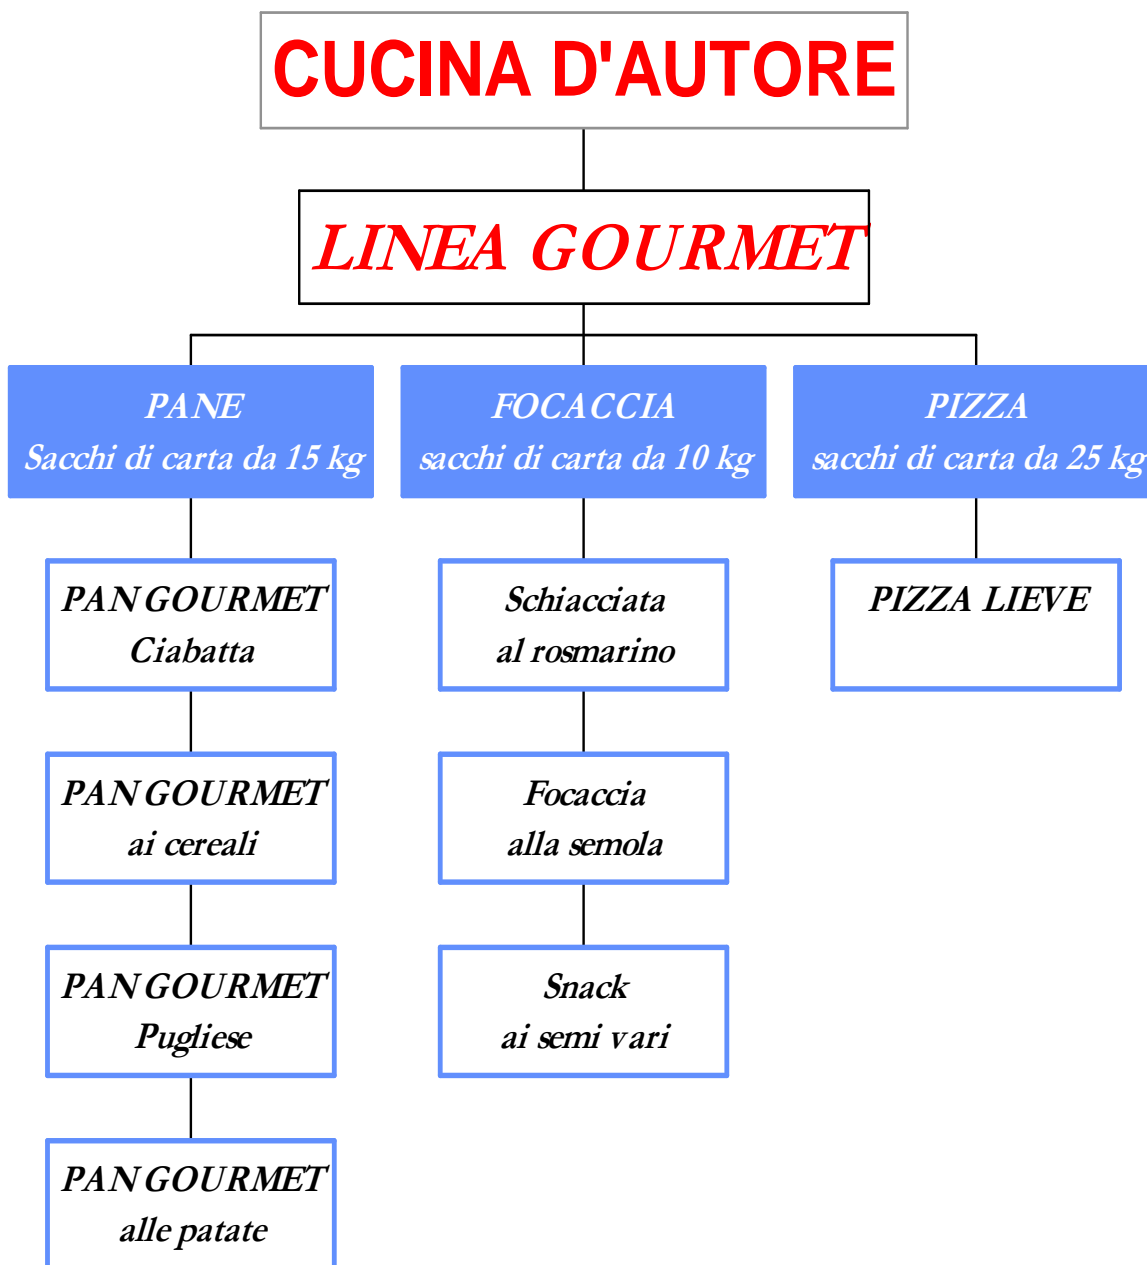 CUCINA D'AUTORE
LINEA GOURMET
PANE
Sacchi di carta da 15 kg
FOCACCIA
sacchi di carta da 10 kg
PIZZA
sacchi di carta da 25 kg
PAN GOURMET
Ciabatta
PAN GOURMET
ai cereali
PAN GOURMET
Pugliese
PAN GOURMET
alle patate
Schiacciata
al rosmarino
Focaccia
alla semola
Snack
ai semi vari
PIZZA LIEVE